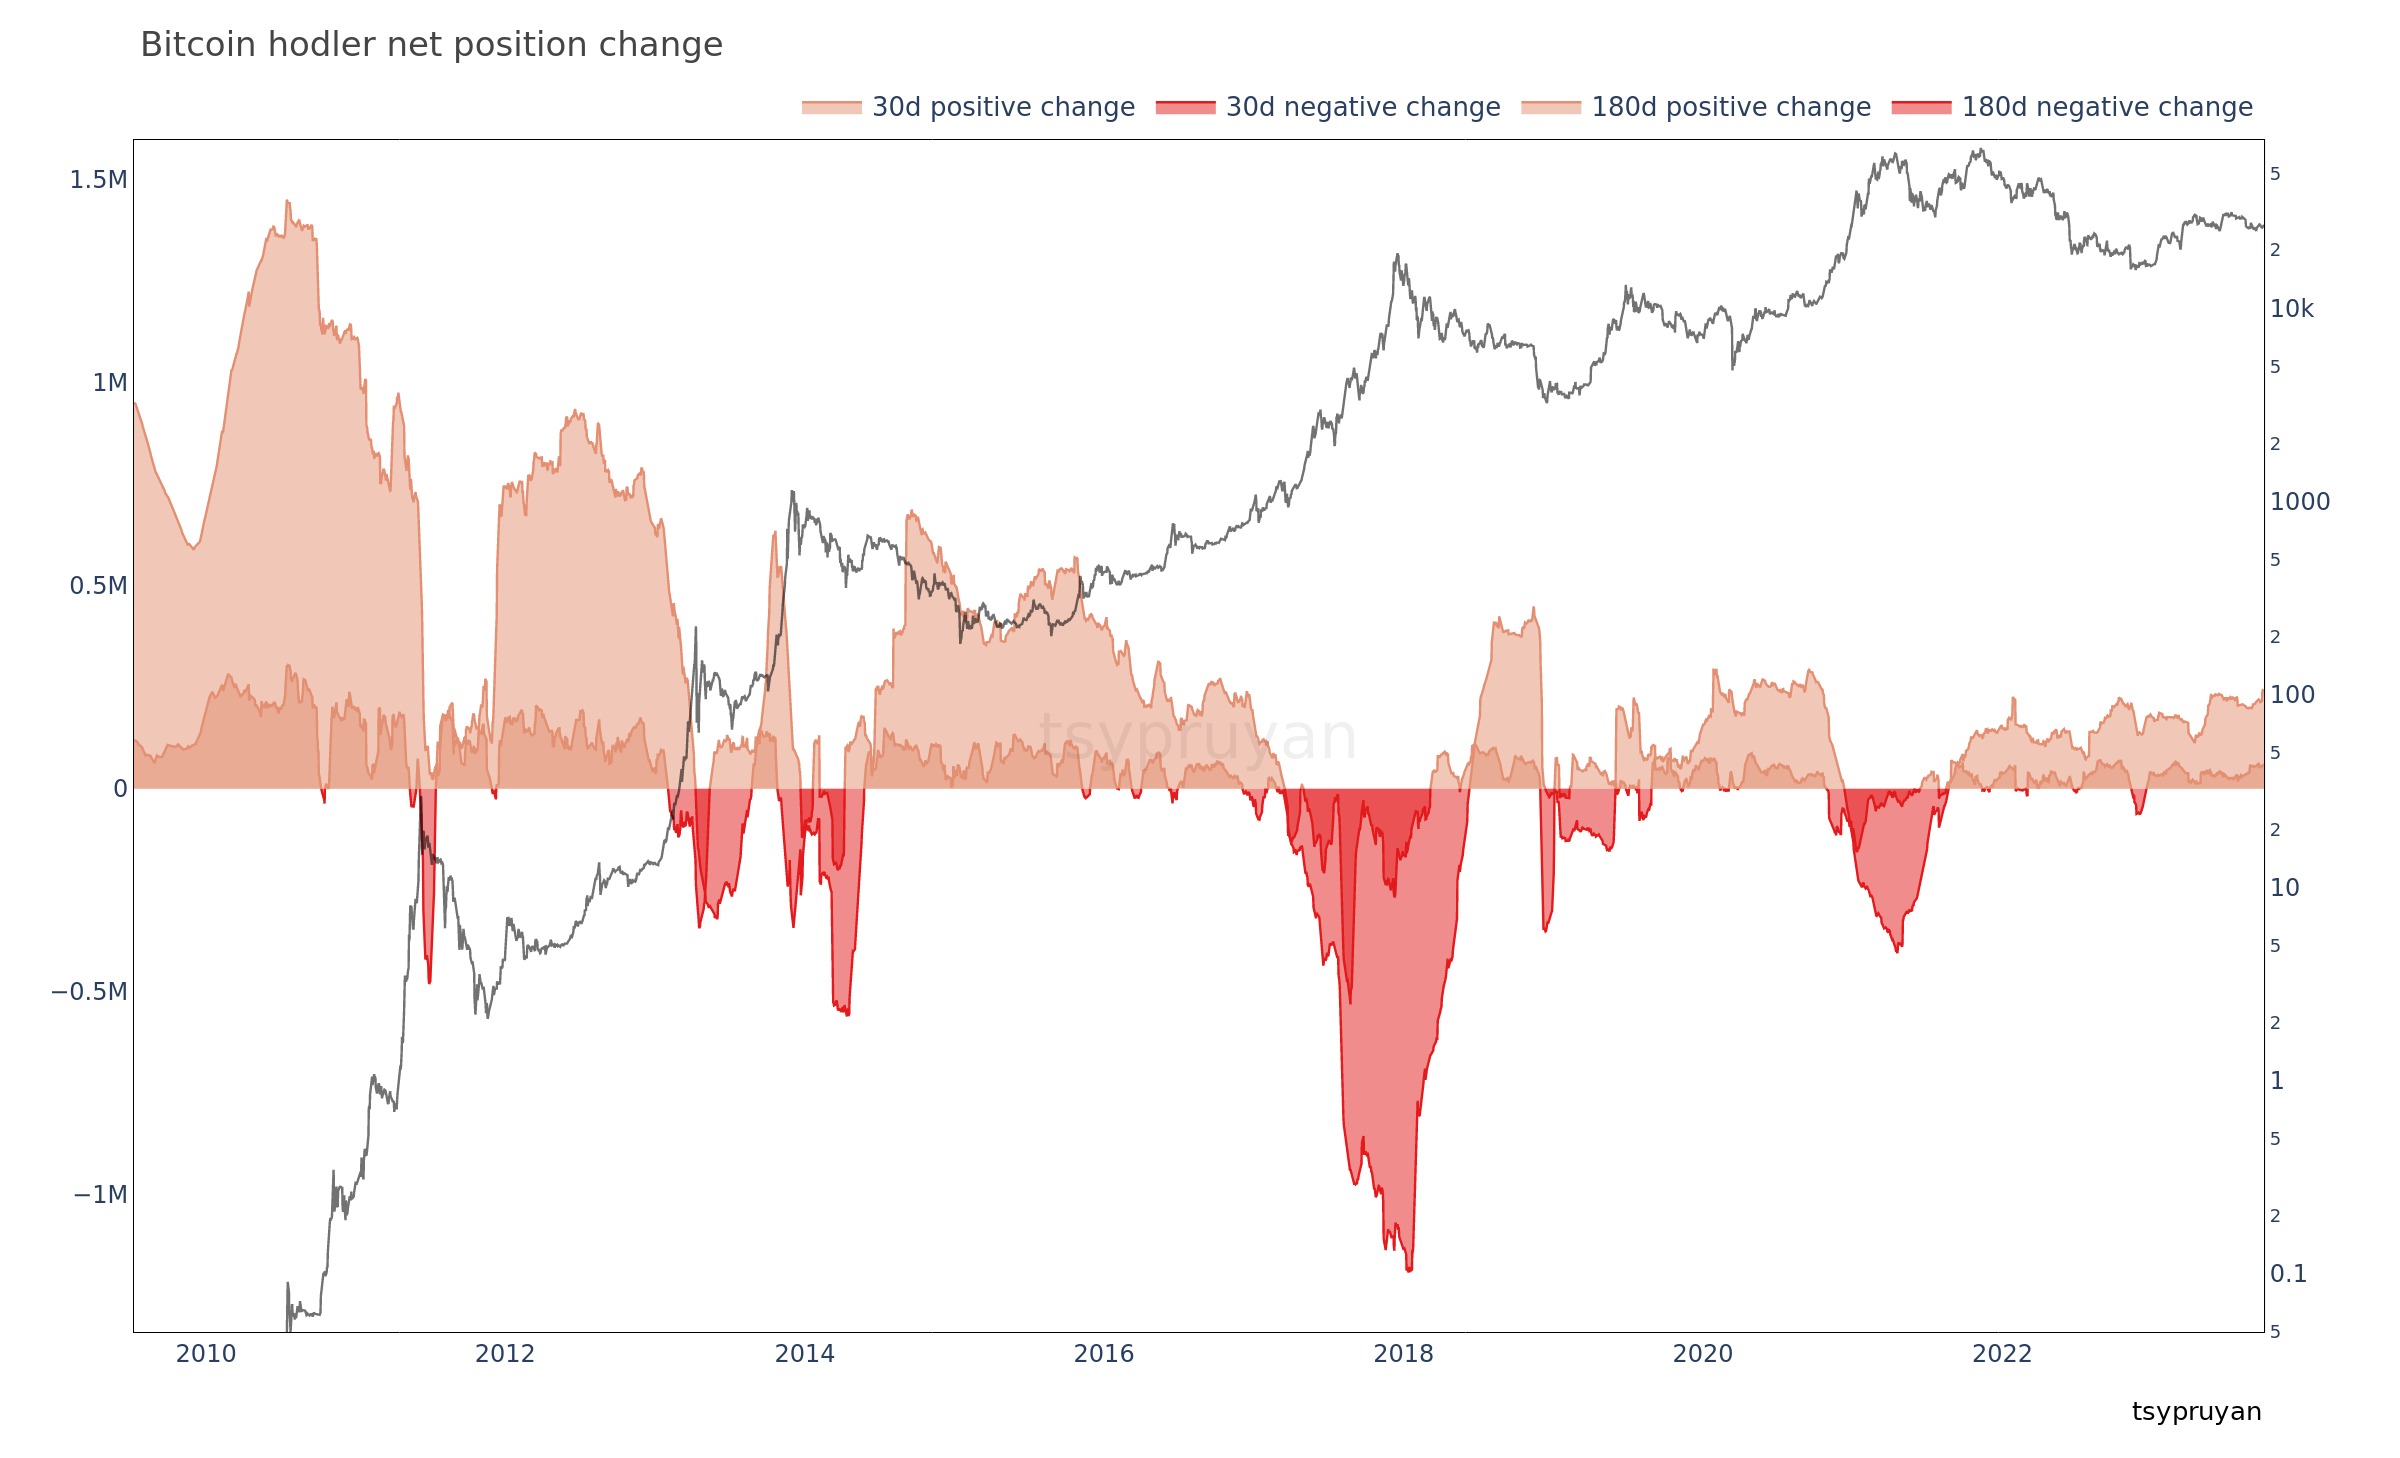 Bitcoin hodler net position change
30d positive change 30d negative change 180d positive change 180d negative change
1.5M
1M
0.5M
0
−0.5M
−1M
5
2
10k
5
2
1000
5
2
100
5
2
10
5
2
1
5
2
0.1
5
tsypruyan
2010 2012 2014 2016 2018 2020 2022
tsypruyan